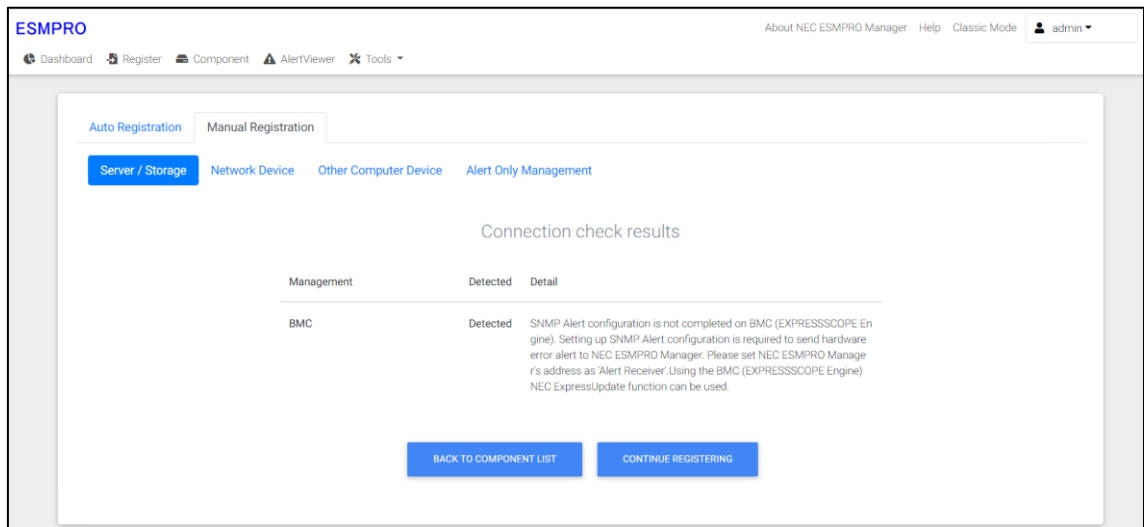 ESMPRO
About NEC ESMPRO Manager Help Classic Mode admin
Dashboard Register Component AlertViewer Tools
Auto Registration Manual Registration
Server / Storage Network Device Other Computer Device Alert Only Management
Connection check results
Management Detected Detail
BMC Detected SNMP Alert configuration is not completed on BMC (EXPRESSSCOPE En
gine). Setting up SNMP Alert configuration is required to send hardware
error alert to NEC ESMPRO Manager. Please set NEC ESMPRO Manage
r's address as 'Alert Receiver'.Using the BMC (EXPRESSSCOPE Engine)
NEC ExpressUpdate function can be used.
BACK TO COMPONENT LIST CONTINUE REGISTERING